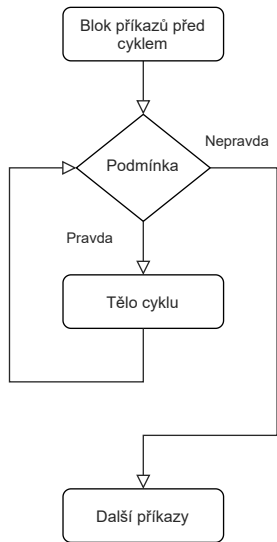 Blok příkazů před
cyklem
Nepravda
Podmínka
Pravda
Tělo cyklu
Další příkazy